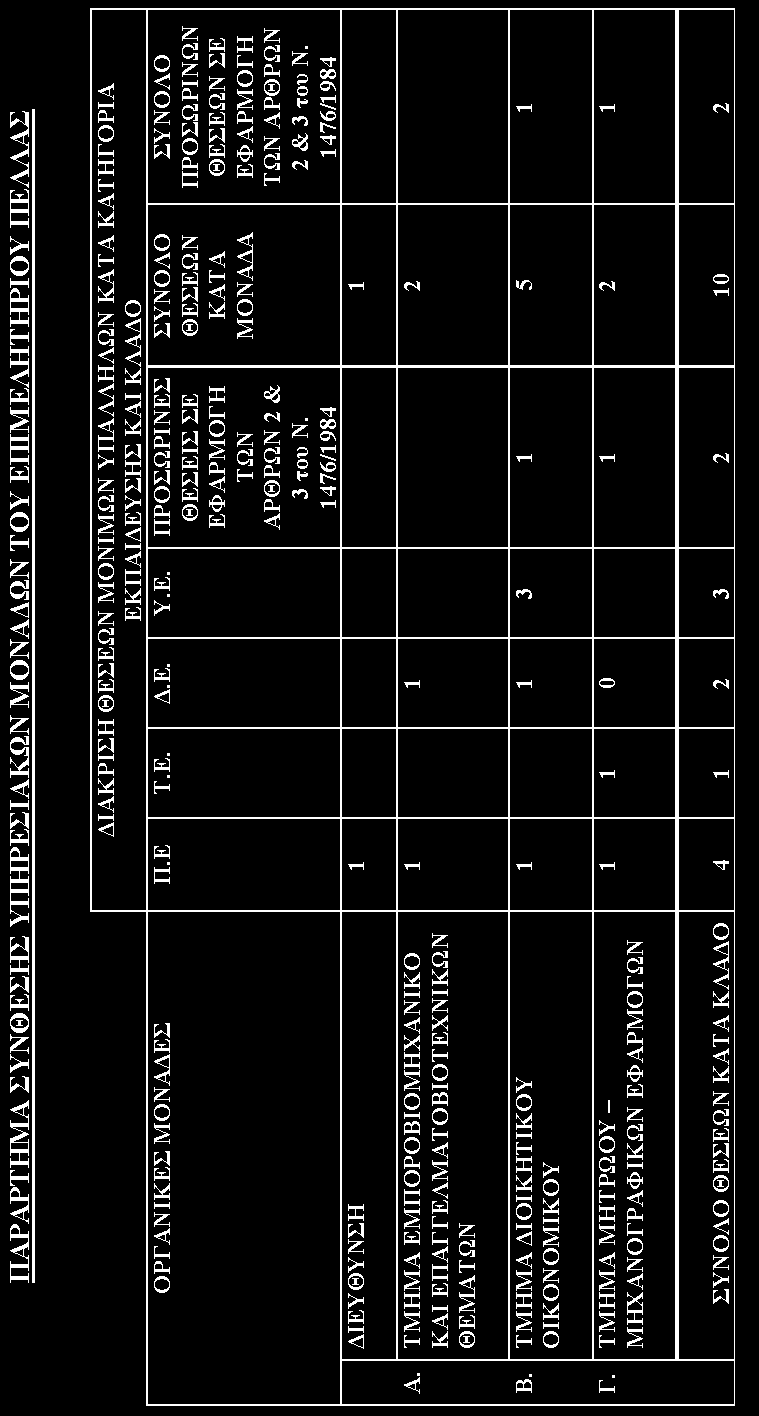 ΠΑΡΑΡΤΗΜΑ ΣΥΝΘΕΣΗΣ ΥΠΗΡΕΣΙΑΚΩΝ ΜΟΝΑΔΩΝ ΤΟΥ ΕΠΙΜΕΛΗΤΗΡΙΟΥ ΠΕΛΛΑΣ
ΔΙΑΚΡΙΣΗ ΘΕΣΕΩΝ ΜΟΝΙΜΩΝ ΥΠΑΛΛΗΛΩΝ ΚΑΤΑ ΚΑΤΗΓΟΡΙΑ
ΕΚΠΑΙΔΕΥΣΗΣ ΚΑΙ ΚΛΑΔΟ
ΟΡΓΑΝΙΚΕΣ ΜΟΝΑΔΕΣ
Π.Ε
Τ.Ε.
Δ.Ε.
Υ.Ε.
ΠΡΟΣΩΡΙΝΕΣ
ΘΕΣΕΙΣ ΣΕ
ΕΦΑΡΜΟΓΗ
ΤΩΝ
ΑΡΘΡΩΝ 2 &
3 του Ν.
1476/1984
ΣΥΝΟΛΟ
ΘΕΣΕΩΝ
ΚΑΤΑ
ΜΟΝΑΔΑ
ΣΥΝΟΛΟ
ΠΡΟΣΩΡΙΝΩΝ
ΘΕΣΕΩΝ ΣΕ
ΕΦΑΡΜΟΓΗ
ΤΩΝ ΑΡΘΡΩΝ
2 & 3 του Ν.
1476/1984
ΔΙΕΥΘΥΝΣΗ 1 1
Α. ΤΜΗΜΑ ΕΜΠΟΡΟΒΙΟΜΗΧΑΝΙΚΟ 1 1 2
ΚΑΙ ΕΠΑΓΓΕΛΜΑΤΟΒΙΟΤΕΧΝΙΚΩΝ
ΘΕΜΑΤΩΝ
Β. ΤΜΗΜΑ ΔΙΟΙΚΗΤΙΚΟΥ 1 1 3 1 5 1
ΟΙΚΟΝΟΜΙΚΟΥ
Γ. ΤΜΗΜΑ ΜΗΤΡΩΟΥ – 1 1 0 1 2 1
ΜΗΧΑΝΟΓΡΑΦΙΚΩΝ ΕΦΑΡΜΟΓΩΝ
ΣΥΝΟΛΟ ΘΕΣΕΩΝ ΚΑΤΑ ΚΛΑΔΟ 4 1 2 3 2 10 2